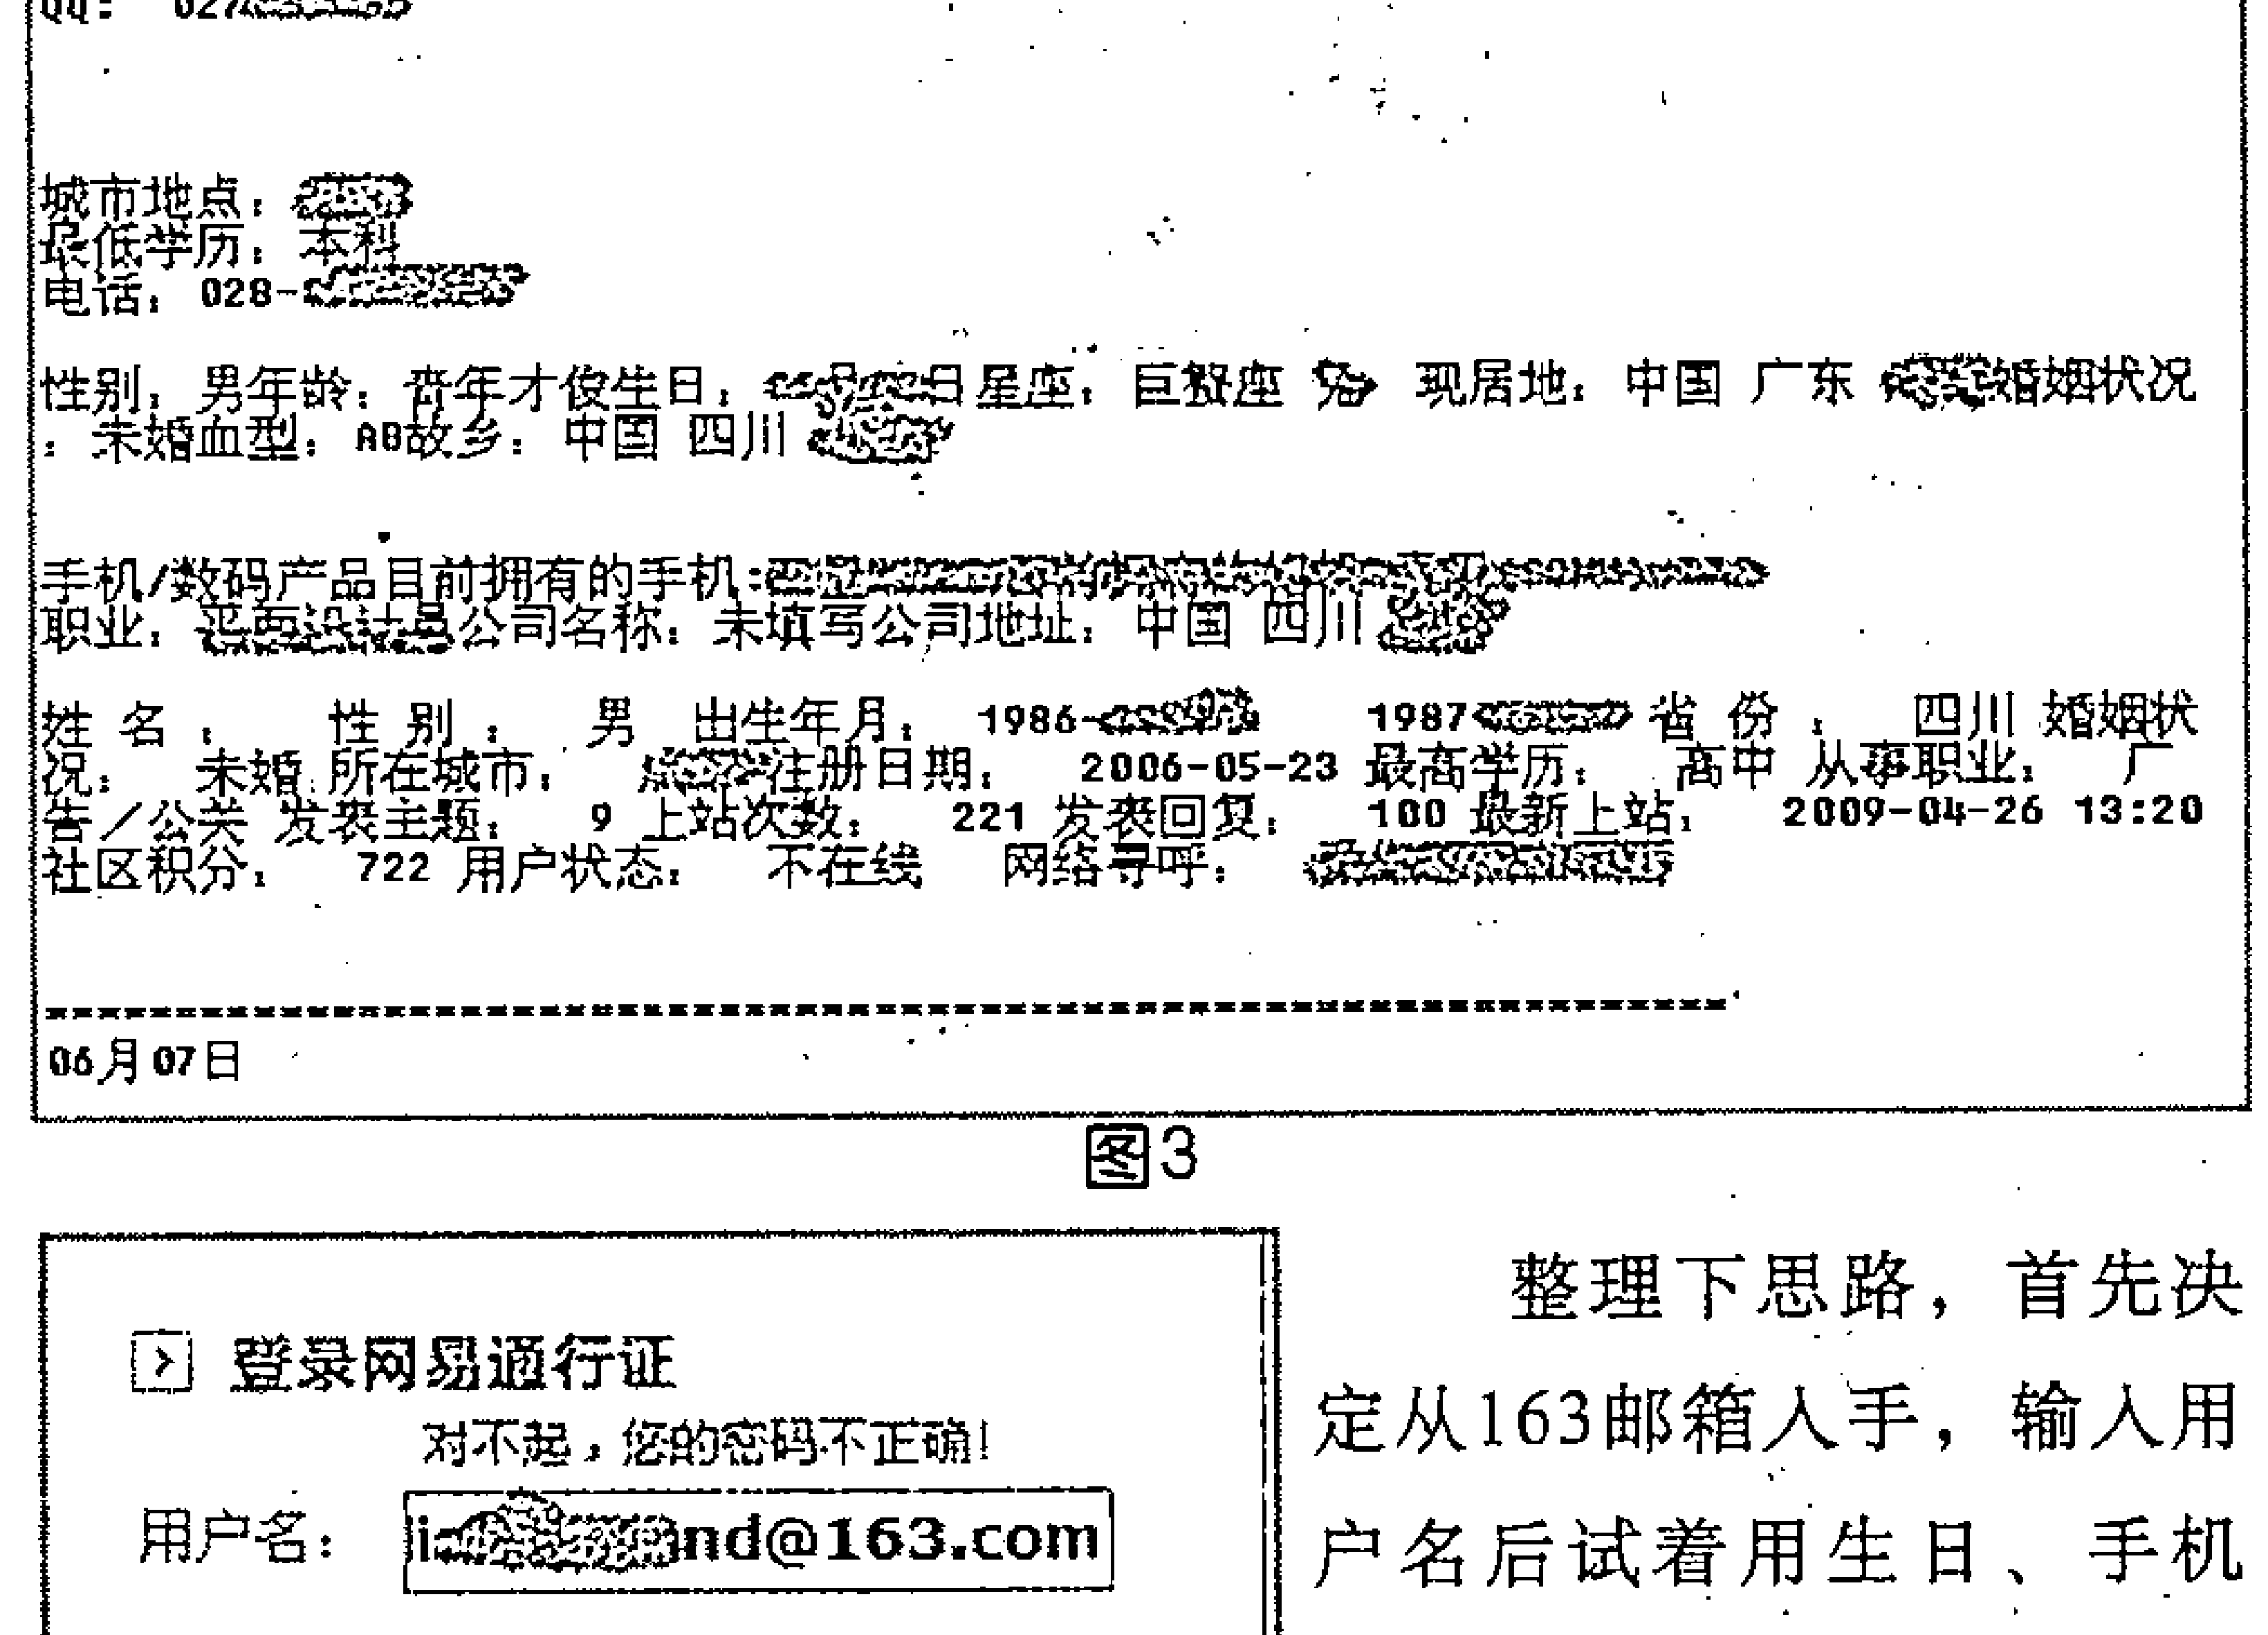 QQ: 027
城市地点:
最低学历: 本科
电话: 028-
性别: 男年龄: 青年才俊生日: 日星座: 巨蟹座 现居地: 中国 广东 婚姻状况
: 未婚血型: AB故乡: 中国 四川
手机/数码产品目前拥有的手机:
职业: 平面设计员公司名称: 未填写公司地址: 中国 四川
姓 名 : 性 别 : 男 出生年月: 1986- 1987 省 份 : 四川 婚姻状
况: 未婚 所在城市: 注册日期: 2006-05-23 最高学历: 高中 从事职业: 广
告/公关 发表主题: 9 上站次数: 221 发表回复: 100 最新上站: 2009-04-26 13:20
社区积分: 722 用户状态: 不在线 网络寻呼:
06月07日
图3
登录网易通行证
对不起,您的密码不正确!
用户名: i nd@163.com
整理下思路,首先决
定从163邮箱入手,输入用
户名后试着用生日、手机